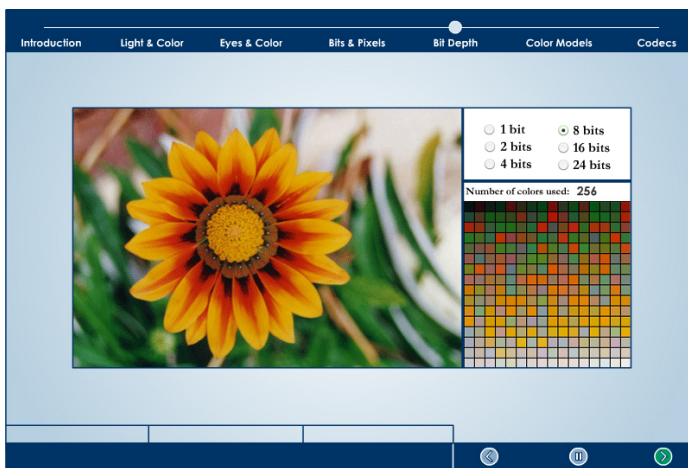 Introduction
Light & Color
Eyes & Color
Bits & Pixels
Bit Depth
Color Models
Codecs
1 bit
8 bits
2 bits
16 bits
4 bits
24 bits
Number of colors used: 256